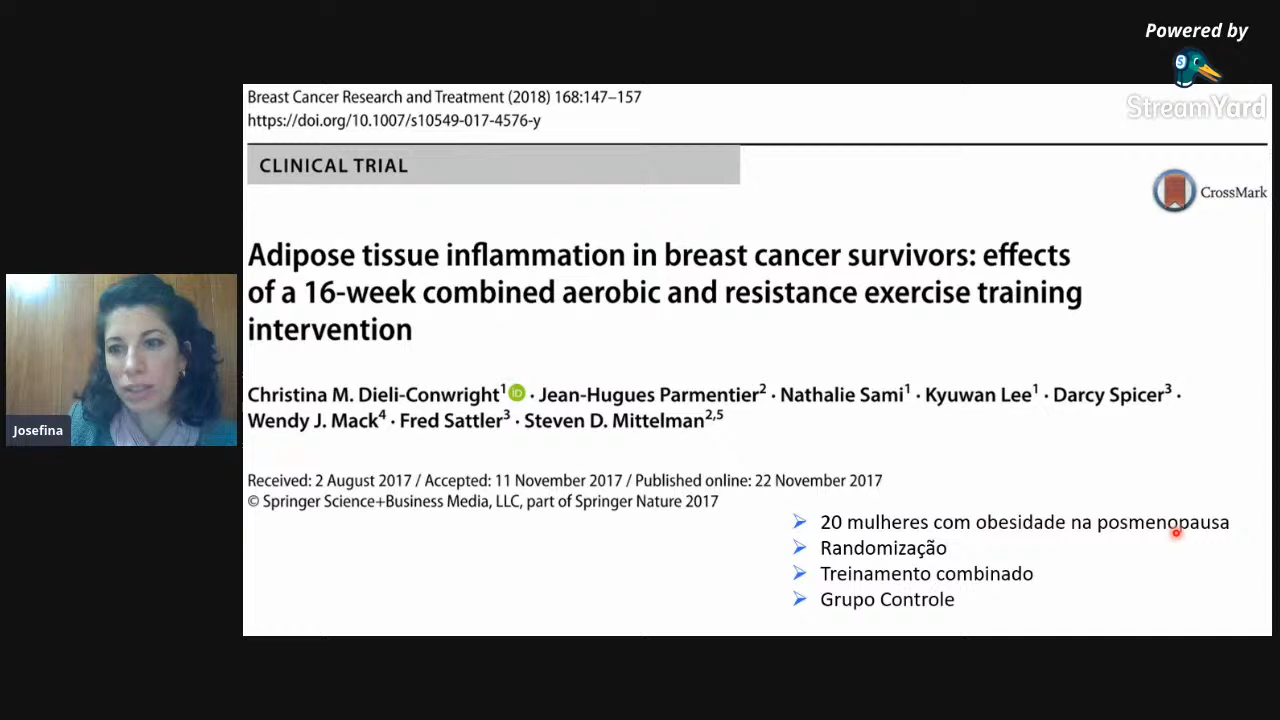 Powered by
S
StreamYard
Breast Cancer Research and Treatment (2018) 168:147–157
https://doi.org/10.1007/s10549-017-4576-y
CLINICAL TRIAL
CrossMark
Adipose tissue inflammation in breast cancer survivors: effects
of a 16-week combined aerobic and resistance exercise training
intervention
Christina M. Dieli-Conwright1 iD · Jean-Hugues Parmentier2 · Nathalie Sami1 · Kyuwan Lee1 · Darcy Spicer3 ·
Wendy J. Mack4 · Fred Sattler3 · Steven D. Mittelman2,5
Josefina
Received: 2 August 2017 / Accepted: 11 November 2017 / Published online: 22 November 2017
© Springer Science+Business Media, LLC, part of Springer Nature 2017
20 mulheres com obesidade na posmenopausa
Randomização
Treinamento combinado
Grupo Controle